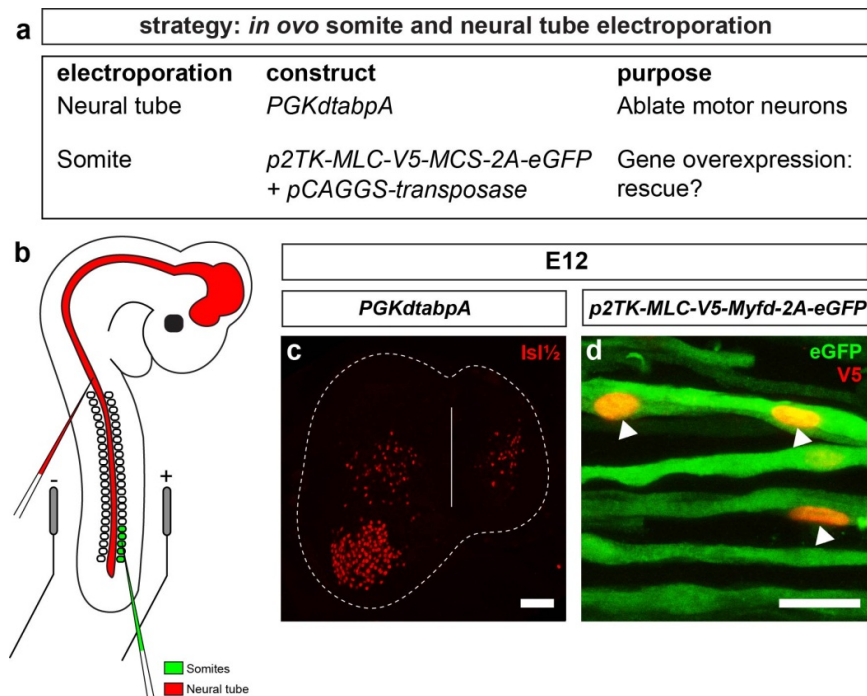 a
strategy: in ovo somite and neural tube electroporation
electroporation construct purpose
Neural tube PGKdtabpA Ablate motor neurons
Somite p2TK-MLC-V5-MCS-2A-eGFP Gene overexpression:
+ pCAGGS-transposase rescue?
b
- +
Somites
Neural tube
E12
PGKdtabpA p2TK-MLC-V5-Myfd-2A-eGFP
c Isl½ d eGFP
V5